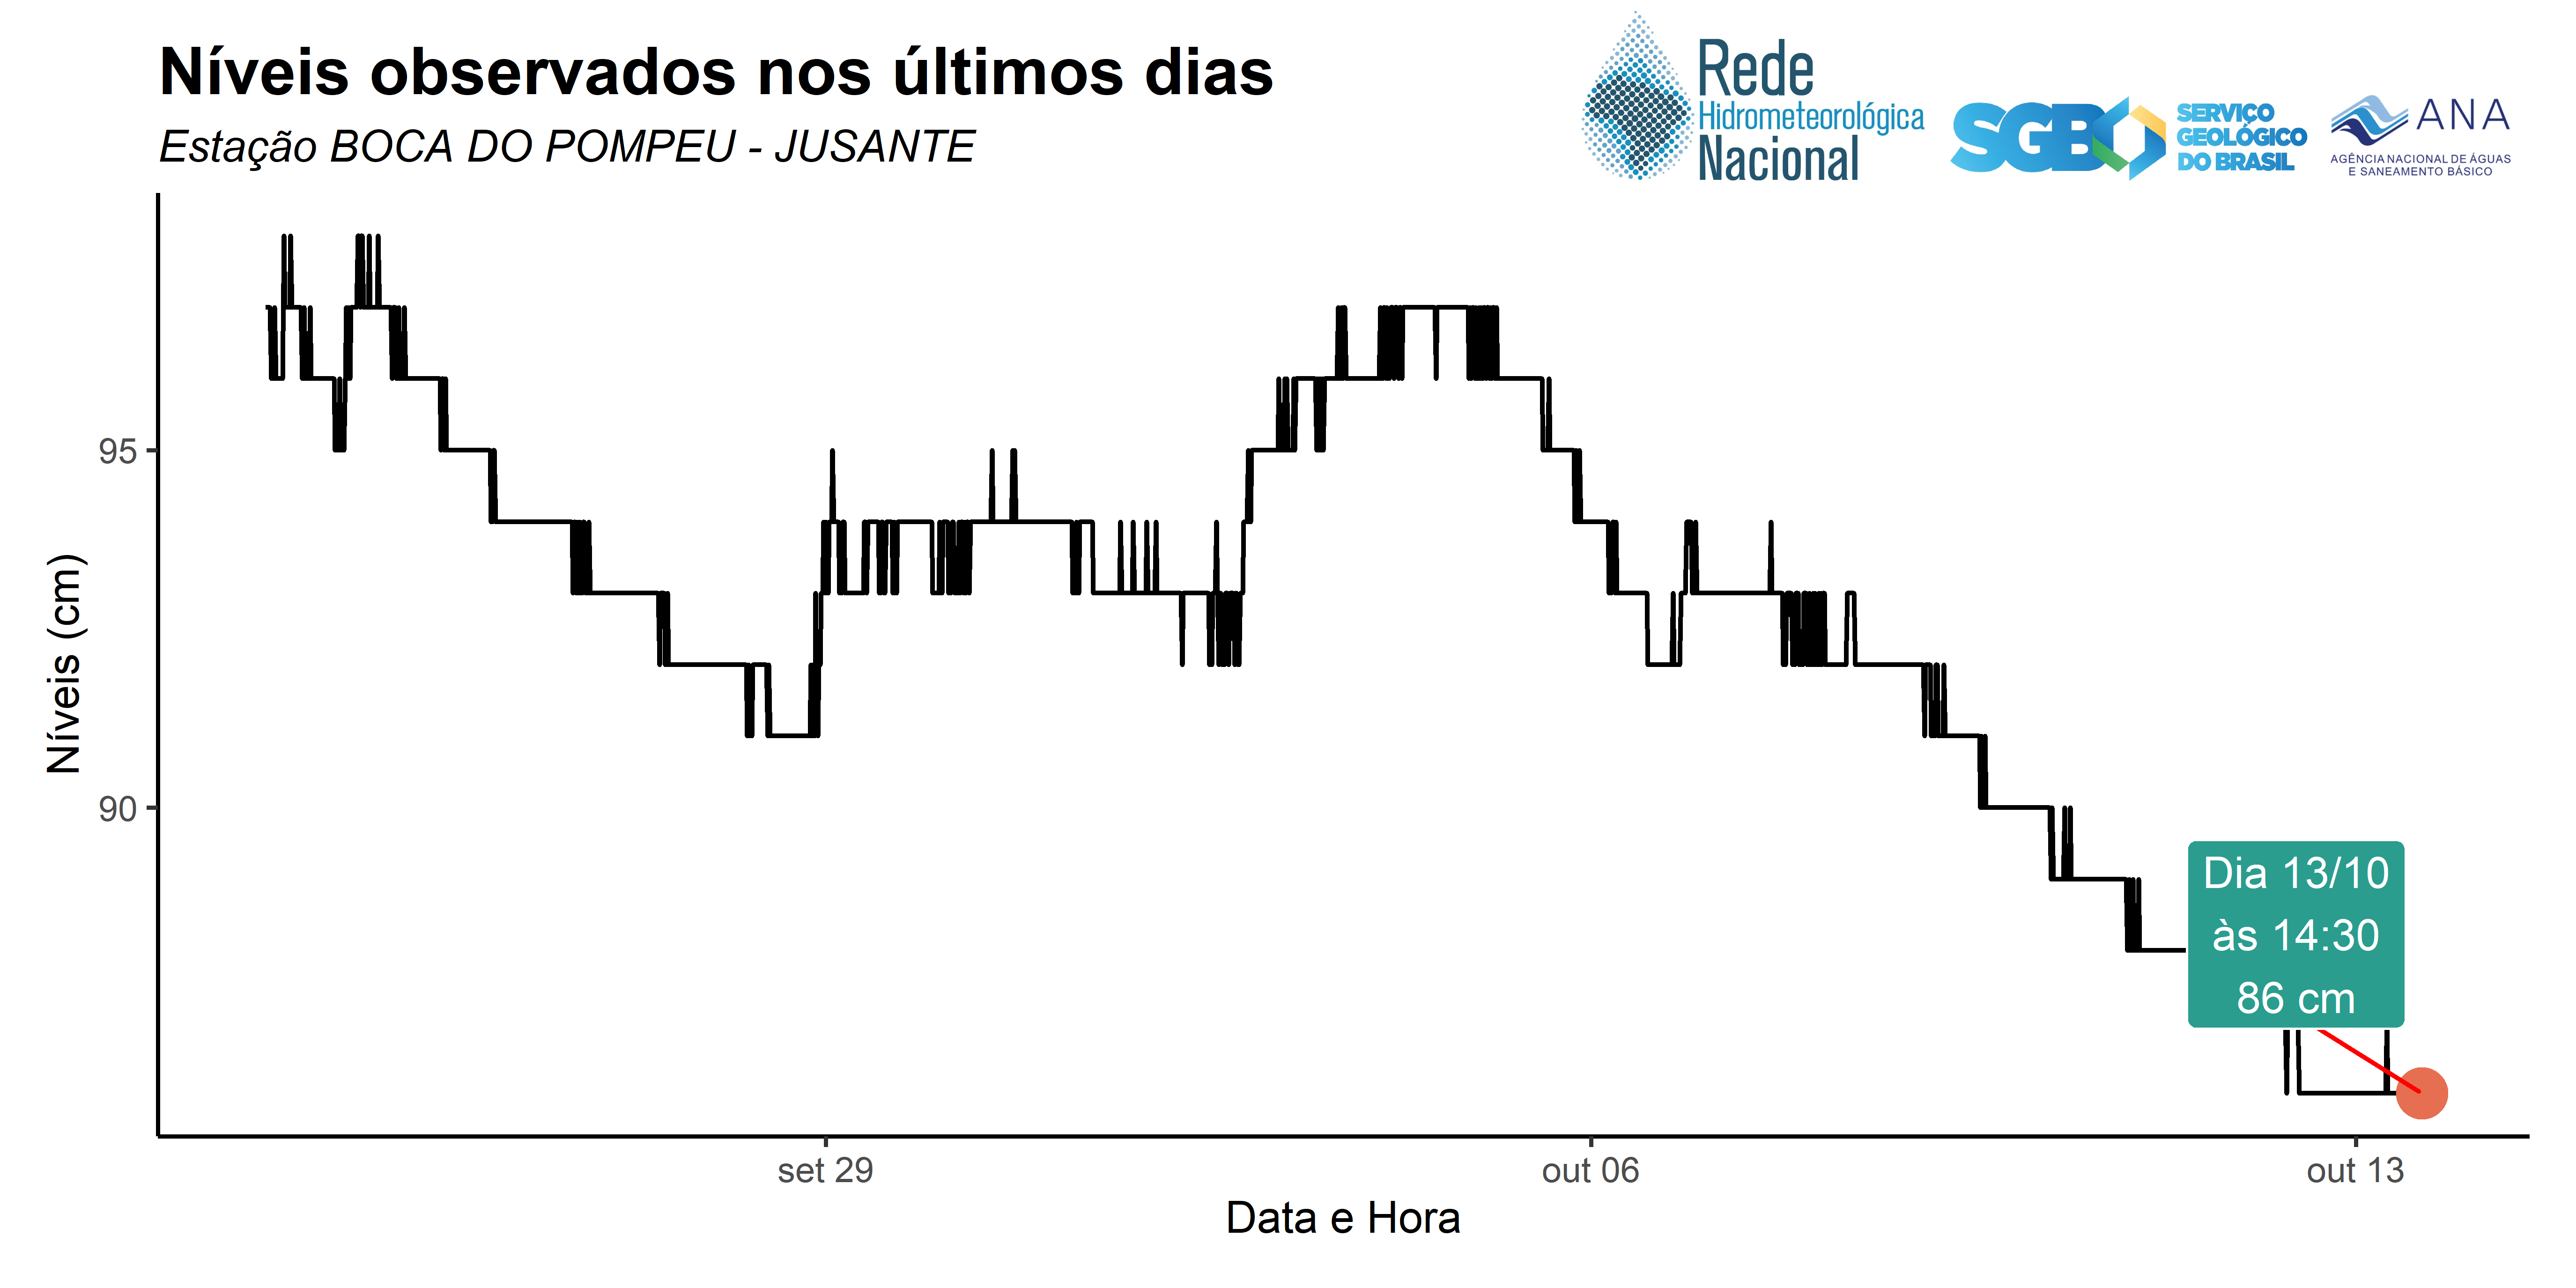 Níveis observados nos últimos dias
Estação BOCA DO POMPEU - JUSANTE
Rede
Hidrometeorológica
Nacional
SGB
SERVIÇO
GEOLÓGICO
DO BRASIL
ANA
AGÊNCIA NACIONAL DE ÁGUAS
E SANEAMENTO BÁSICO
Níveis (cm)
95
90
Dia 13/10
às 14:30
86 cm
set 29
out 06
out 13
Data e Hora